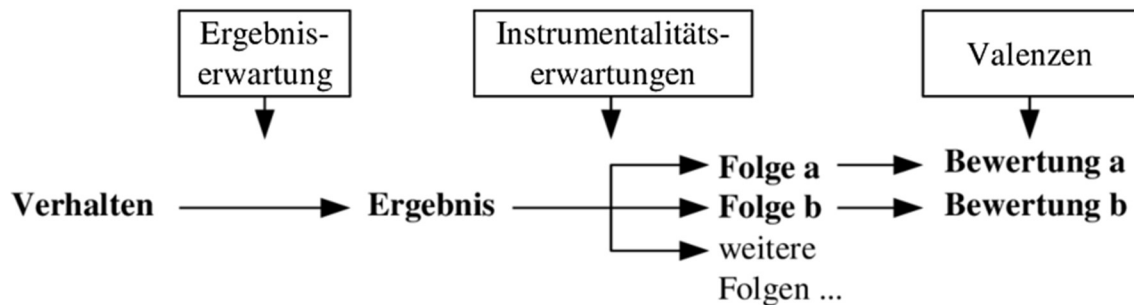 Ergebnis-
erwartung
Instrumentalitäts-
erwartungen
Valenzen
Verhalten
Ergebnis
Folge a
Bewertung a
Folge b
Bewertung b
weitere
Folgen ...